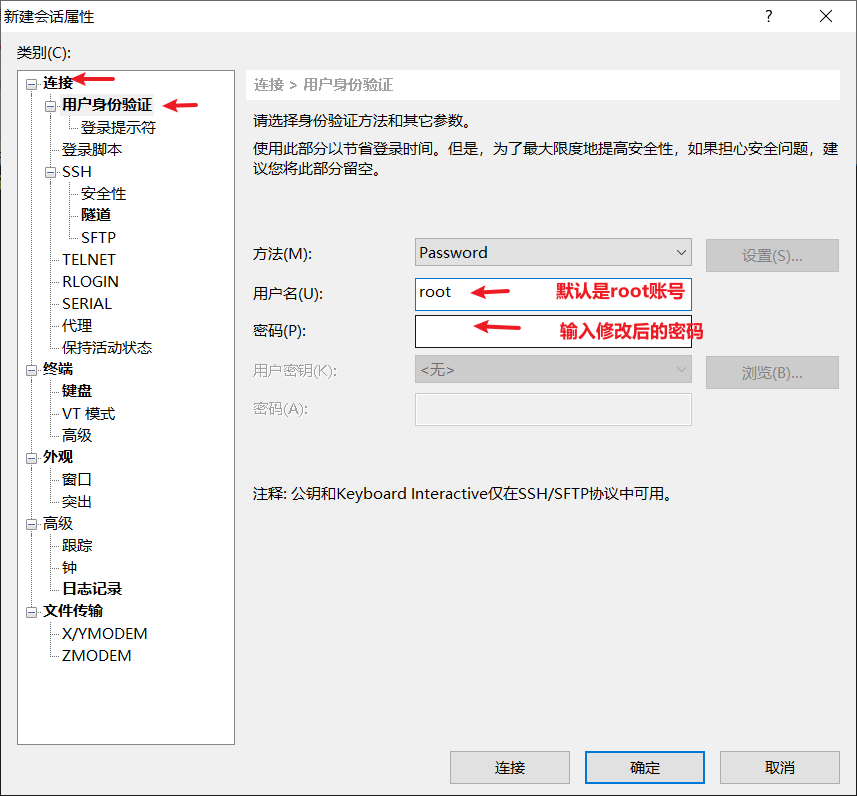 新建会话属性
类别(C):
连接
用户身份验证
登录提示符
登录脚本
SSH
安全性
隧道
SFTP
TELNET
RLOGIN
SERIAL
代理
保持活动状态
终端
键盘
VT 模式
高级
外观
窗口
突出
高级
跟踪
钟
日志记录
文件传输
X/YMODEM
ZMODEM
连接 > 用户身份验证
请选择身份验证方法和其它参数。
使用此部分以节省登录时间。但是，为了最大限度地提高安全性，如果担心安全问题，建
议您将此部分留空。
方法(M):
Password
设置(S)...
用户名(U):
root
默认是root账号
密码(P):
输入修改后的密码
用户密钥(K):
<无>
浏览(B)...
密码(A):
注释: 公钥和Keyboard Interactive仅在SSH/SFTP协议中可用。
连接
确定
取消